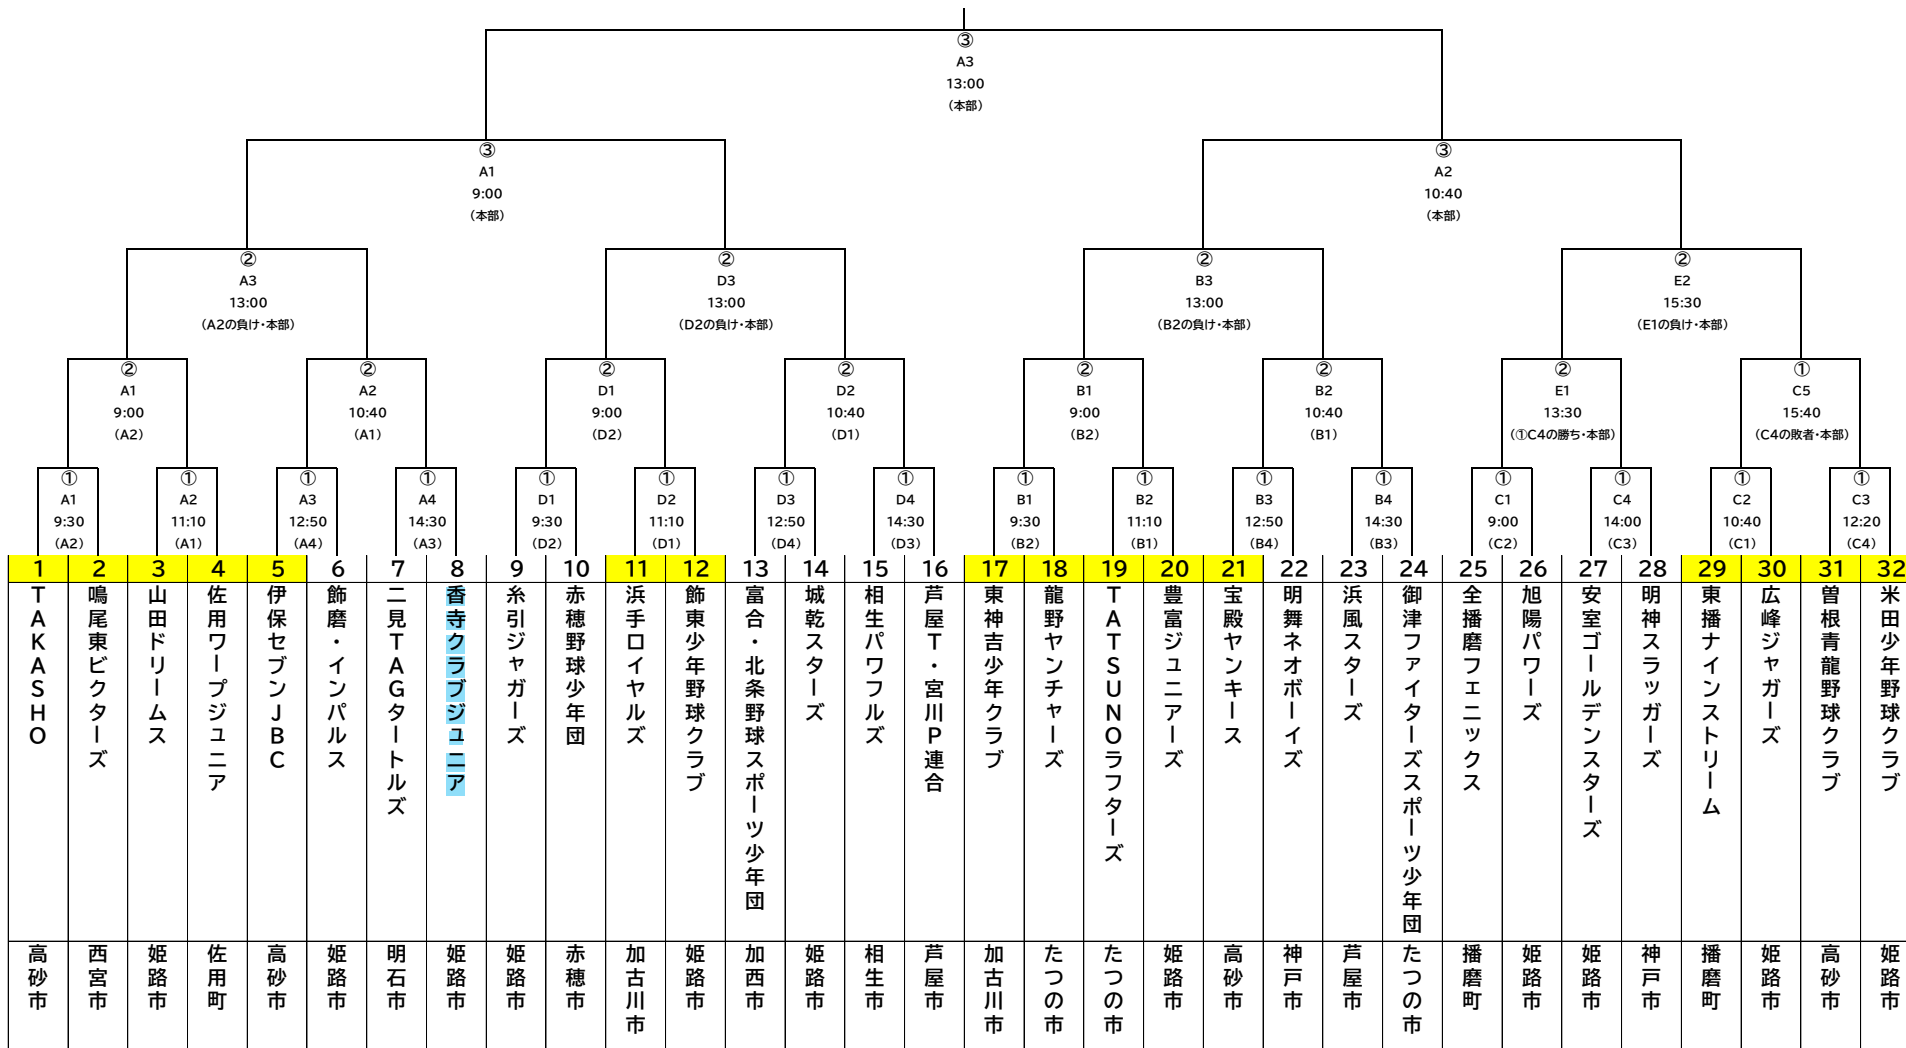 ③
A3
13:00
（本部）
③
A1
9:00
（本部）
③
A2
10:40
（本部）
②
A3
13:00
（A2の負け・本部）
②
D3
13:00
（D2の負け・本部）
②
B3
13:00
（B2の負け・本部）
②
E2
15:30
（E1の負け・本部）
②
A1
9:00
（A2）
②
A2
10:40
（A1）
②
D1
9:00
（D2）
②
D2
10:40
（D1）
②
B1
9:00
（B2）
②
B2
10:40
（B1）
②
E1
13:30
（①C4の勝ち・本部）
①
C5
15:40
（C4の敗者・本部）
①
A1
9:30
（A2）
①
A2
11:10
（A1）
①
A3
12:50
（A4）
①
A4
14:30
（A3）
①
D1
9:30
（D2）
①
D2
11:10
（D1）
①
D3
12:50
（D4）
①
D4
14:30
（D3）
①
B1
9:30
（B2）
①
B2
11:10
（B1）
①
B3
12:50
（B4）
①
B4
14:30
（B3）
①
C1
9:00
（C2）
①
C4
14:00
（C3）
①
C2
10:40
（C1）
①
C3
12:20
（C4）
1
TAKASHO
高砂市
2
鳴尾東ビクターズ
西宮市
3
山田ドリームス
姫路市
4
佐用ワープジュニア
佐用町
5
伊保セブンJBC
高砂市
6
飾磨・インパルス
姫路市
7
二見TAGタートルズ
明石市
8
香寺クラブジュニア
姫路市
9
糸引ジャガーズ
姫路市
10
赤穂野球少年団
赤穂市
11
浜手ロイヤルズ
加古川市
12
飾東少年野球クラブ
姫路市
13
富合・北条野球スポーツ少年団
加西市
14
城乾スターズ
姫路市
15
相生パワフルズ
相生市
16
芦屋T・宮川P連合
芦屋市
17
東神吉少年クラブ
加古川市
18
龍野ヤンチャーズ
たつの市
19
TATSUNOラフターズ
たつの市
20
豊富ジュニアーズ
姫路市
21
宝殿ヤンキース
高砂市
22
明舞ネオボーイズ
神戸市
23
浜風スターズ
芦屋市
24
御津ファイターズスポーツ少年団
たつの市
25
全播磨フェニックス
播磨町
26
旭陽パワーズ
姫路市
27
安室ゴールデンスターズ
姫路市
28
明神スラッガーズ
神戸市
29
東播ナインストリーム
播磨町
30
広峰ジャガーズ
姫路市
31
曽根青龍野球クラブ
高砂市
32
米田少年野球クラブ
姫路市